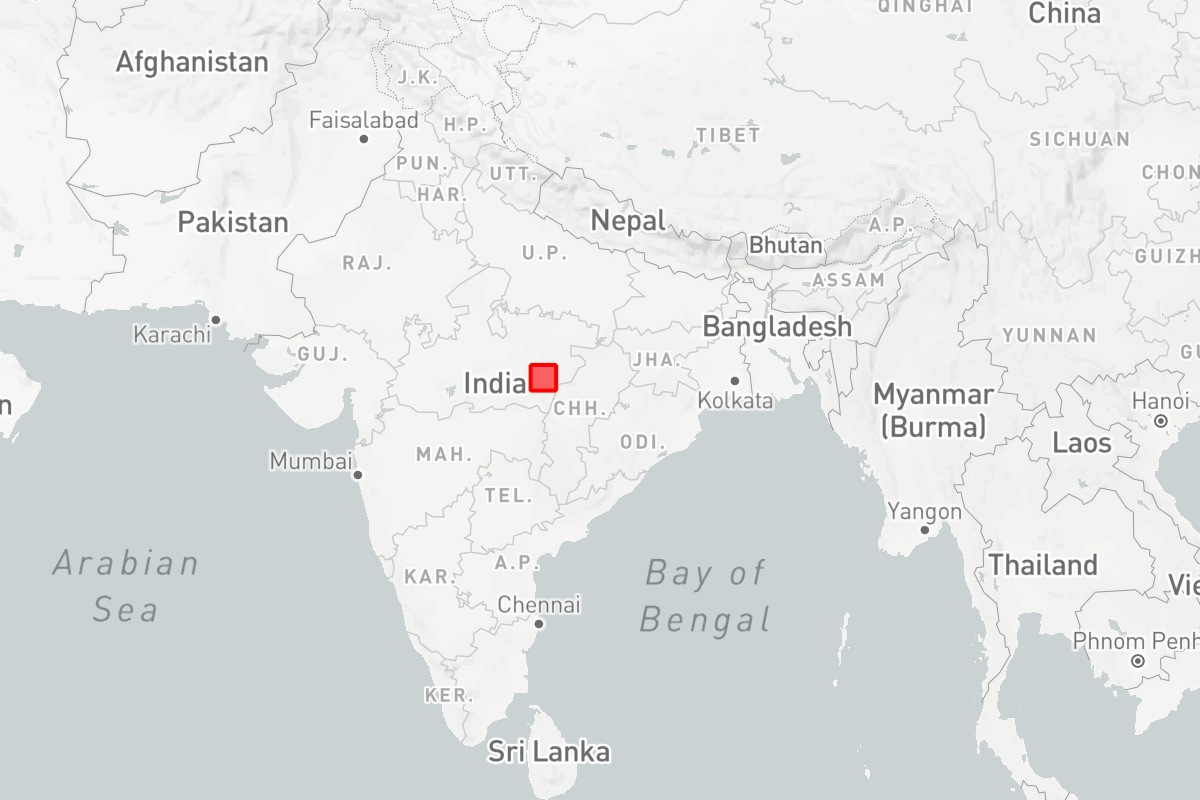 QINGHAI
China
Afghanistan
J.K.
Faisalabad
H.P.
TIBET
SICHUAN
PUN.
UTT.
CHON
HAR.
Pakistan
Nepal
A.P.
Bhutan
U.P.
RAJ.
GUIZH
ASSAM
Karachi
Bangladesh
YUNNAN
GUJ.
GU
JHA.
India
Kolkata
Myanmar
(Burma)
Hanoi
n
CHH.
ODI.
Laos
MAH.
Mumbai
TEL.
Yangon
Arabian
Sea
A.P.
Bay of
Bengal
Thailand
KAR.
Vie
Chennai
Phnom Penh
KER.
Sri Lanka